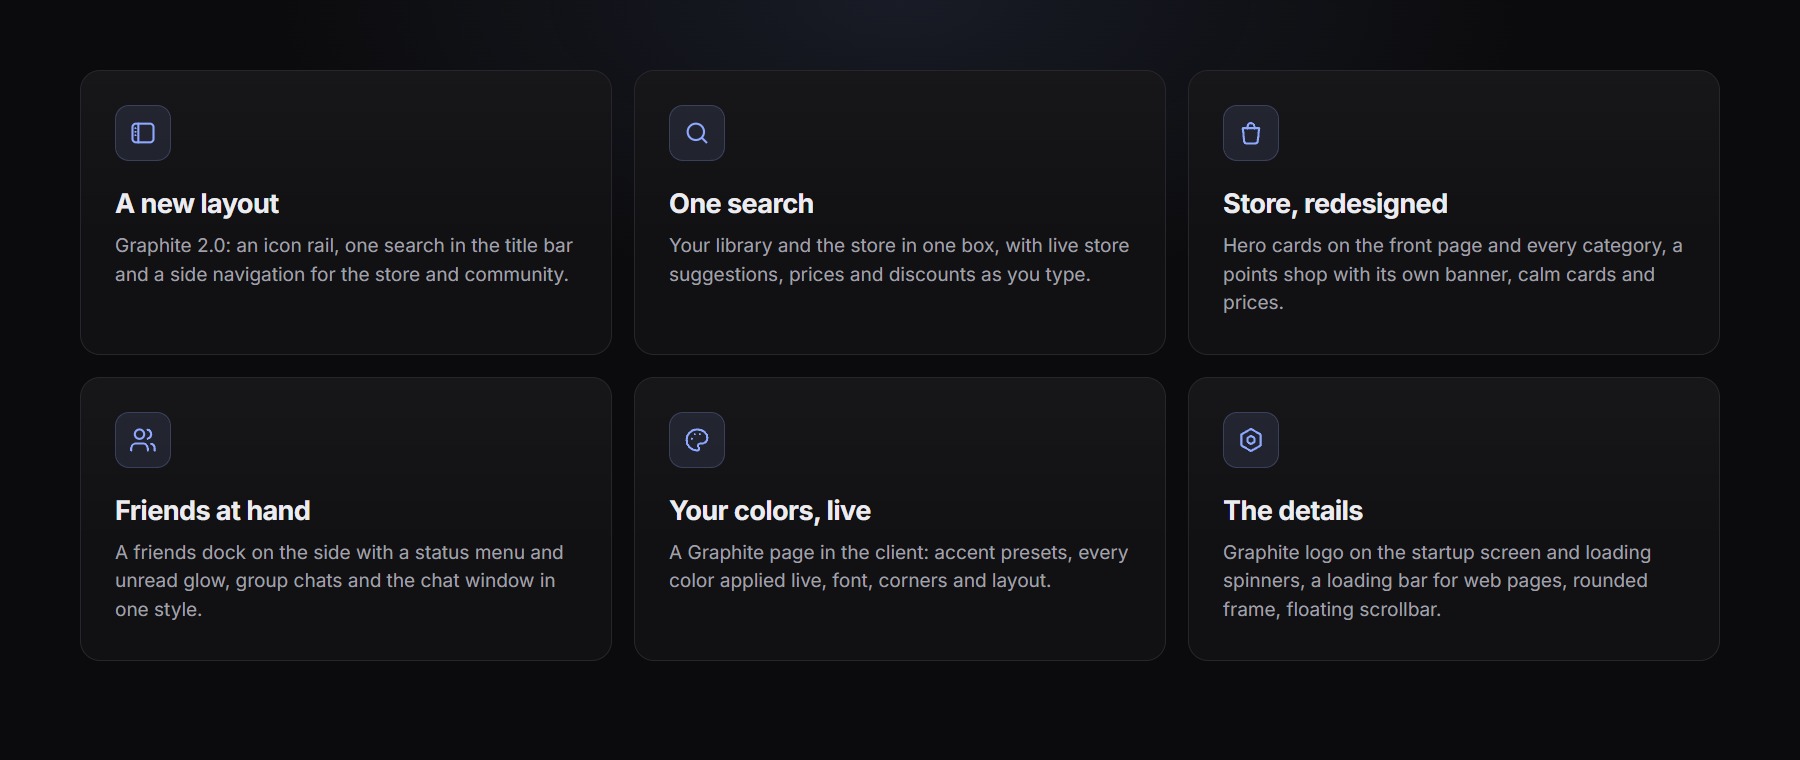 A new layout
Graphite 2.0: an icon rail, one search in the title bar
and a side navigation for the store and community.
One search
Your library and the store in one box, with live store
suggestions, prices and discounts as you type.
Store, redesigned
Hero cards on the front page and every category, a
points shop with its own banner, calm cards and
prices.
Friends at hand
A friends dock on the side with a status menu and
unread glow, group chats and the chat window in
one style.
Your colors, live
A Graphite page in the client: accent presets, every
color applied live, font, corners and layout.
The details
Graphite logo on the startup screen and loading
spinners, a loading bar for web pages, rounded
frame, floating scrollbar.